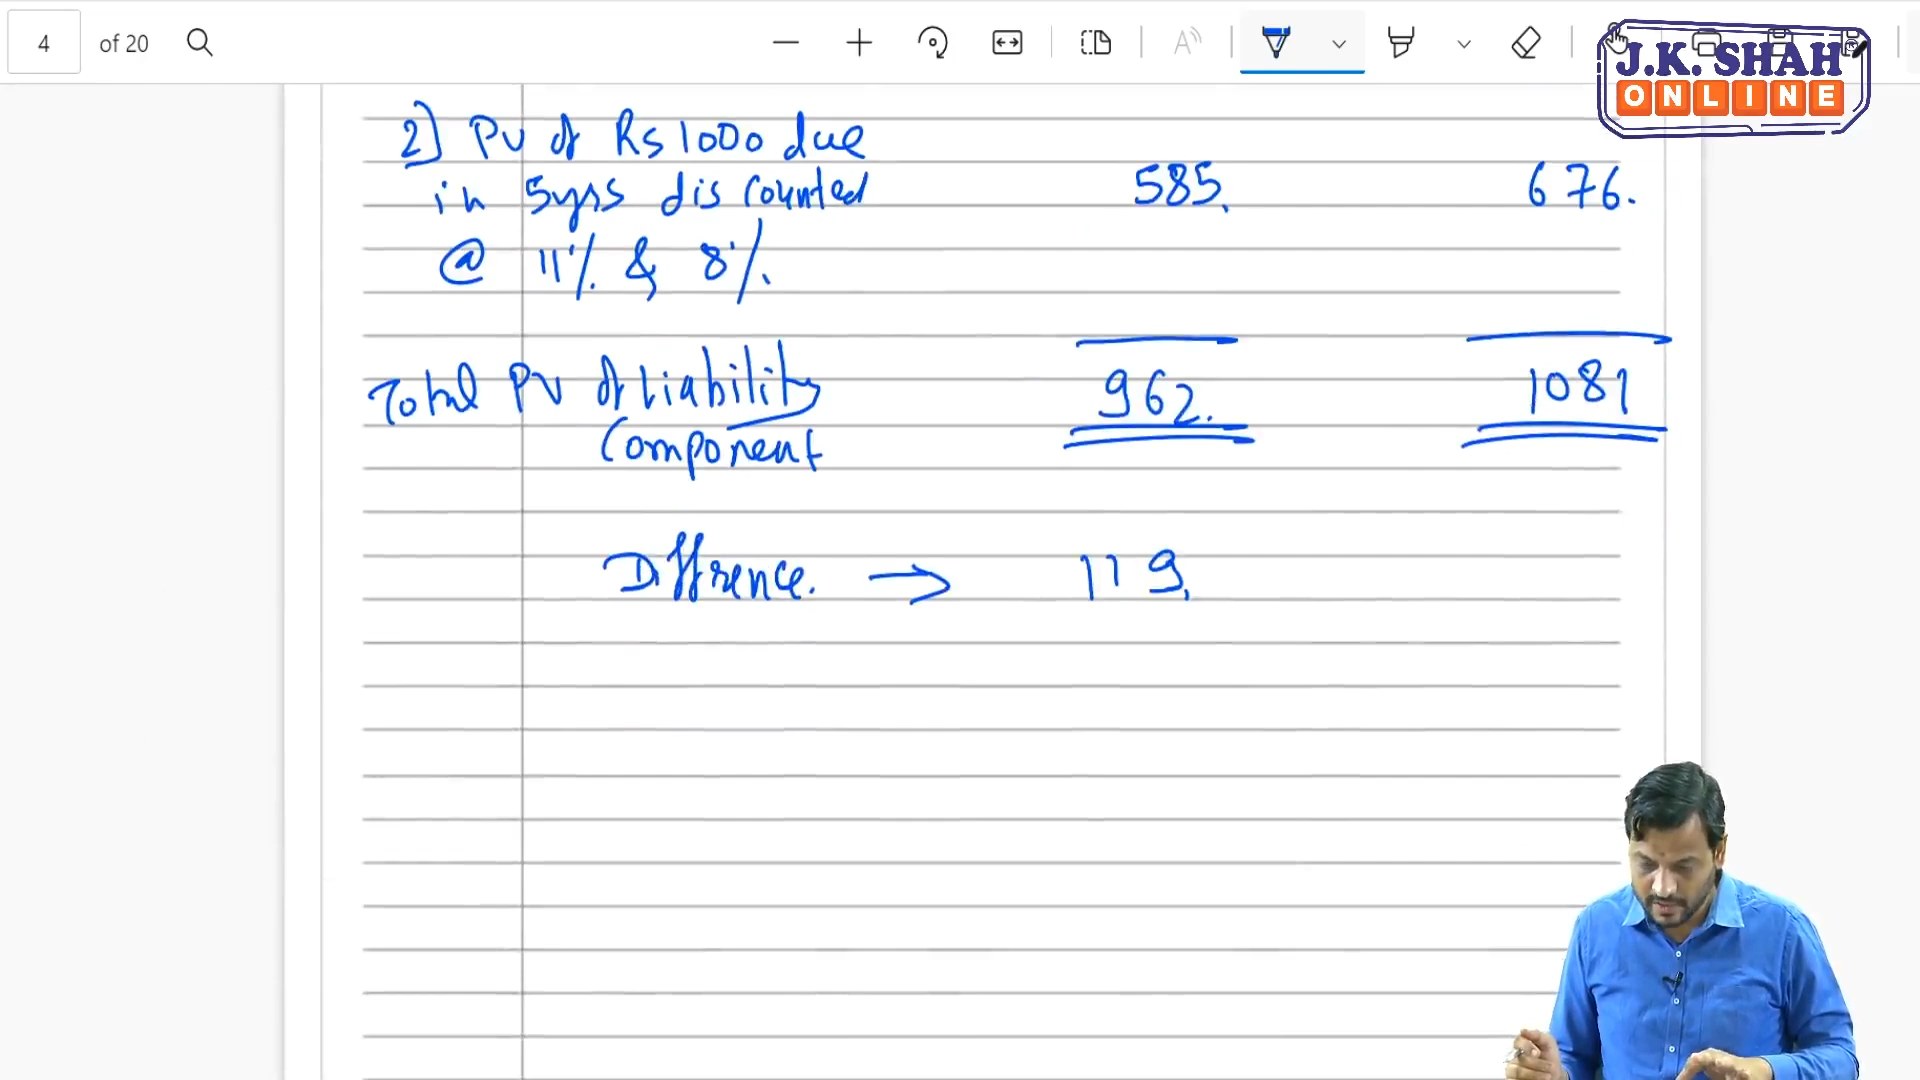 4 of 20
J.K. SHAH
ONLINE
2] PV of Rs 1000 due
in 5yrs discounted 585. 676.
@ 11% & 8%.
Total PV of Liability 962. 1081
Component
Diffrence. → 119.